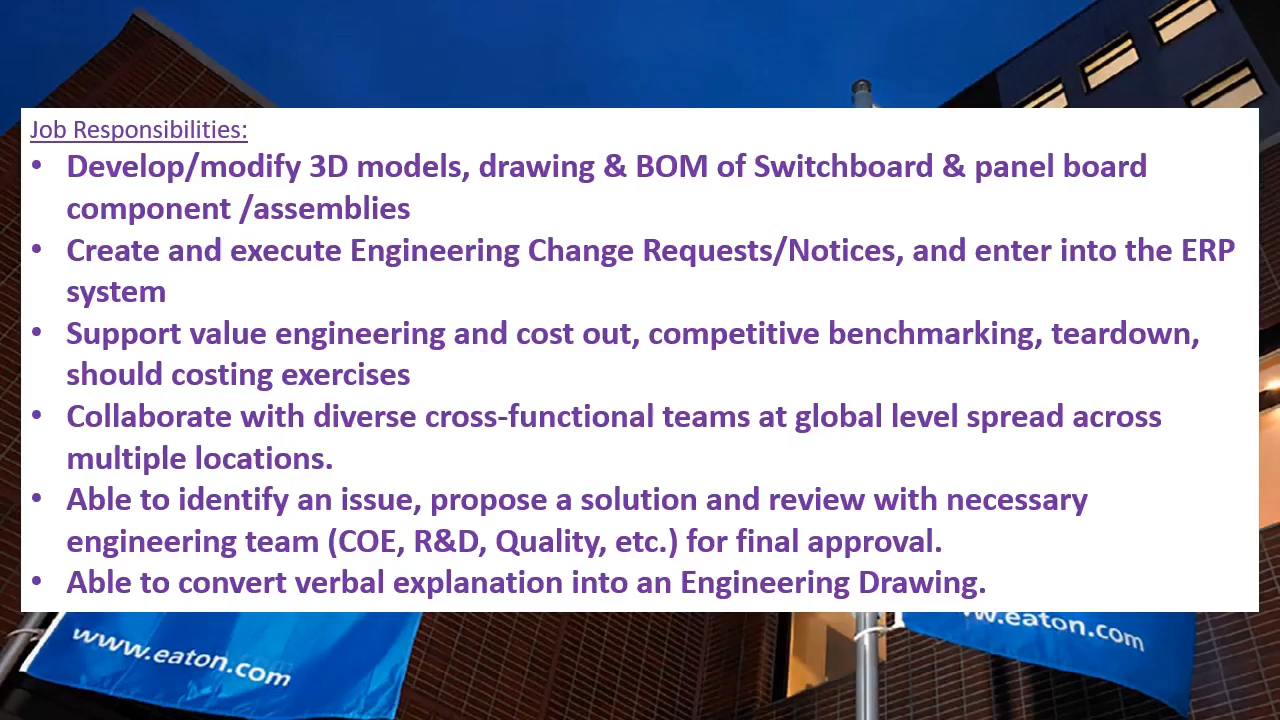 Job Responsibilities:
• Develop/modify 3D models, drawing & BOM of Switchboard & panel board
component /assemblies
• Create and execute Engineering Change Requests/Notices, and enter into the ERP
system
• Support value engineering and cost out, competitive benchmarking, teardown,
should costing exercises
• Collaborate with diverse cross-functional teams at global level spread across
multiple locations.
• Able to identify an issue, propose a solution and review with necessary
engineering team (COE, R&D, Quality, etc.) for final approval.
• Able to convert verbal explanation into an Engineering Drawing.
www.eaton.com
vw.eaton.com